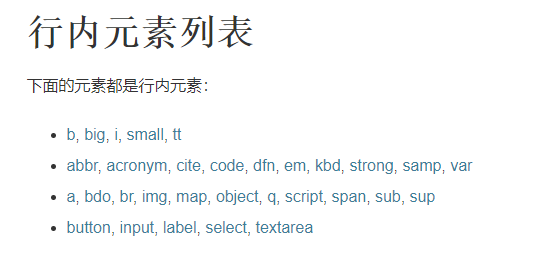 行内元素列表
下面的元素都是行内元素：
• b, big, i, small, tt
• abbr, acronym, cite, code, dfn, em, kbd, strong, samp, var
• a, bdo, br, img, map, object, q, script, span, sub, sup
• button, input, label, select, textarea